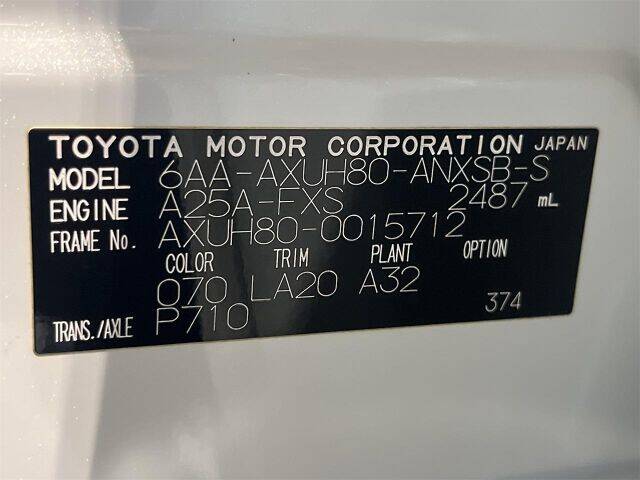 TOYOTA MOTOR CORPORATION JAPAN
MODEL 6AA-AXUH80-ANXSB-S
ENGINE A25A-FXS 2487 mL
FRAME No. AXUH80-0015712
COLOR TRIM PLANT OPTION
070 LA20 A32
TRANS./AXLE P710 374